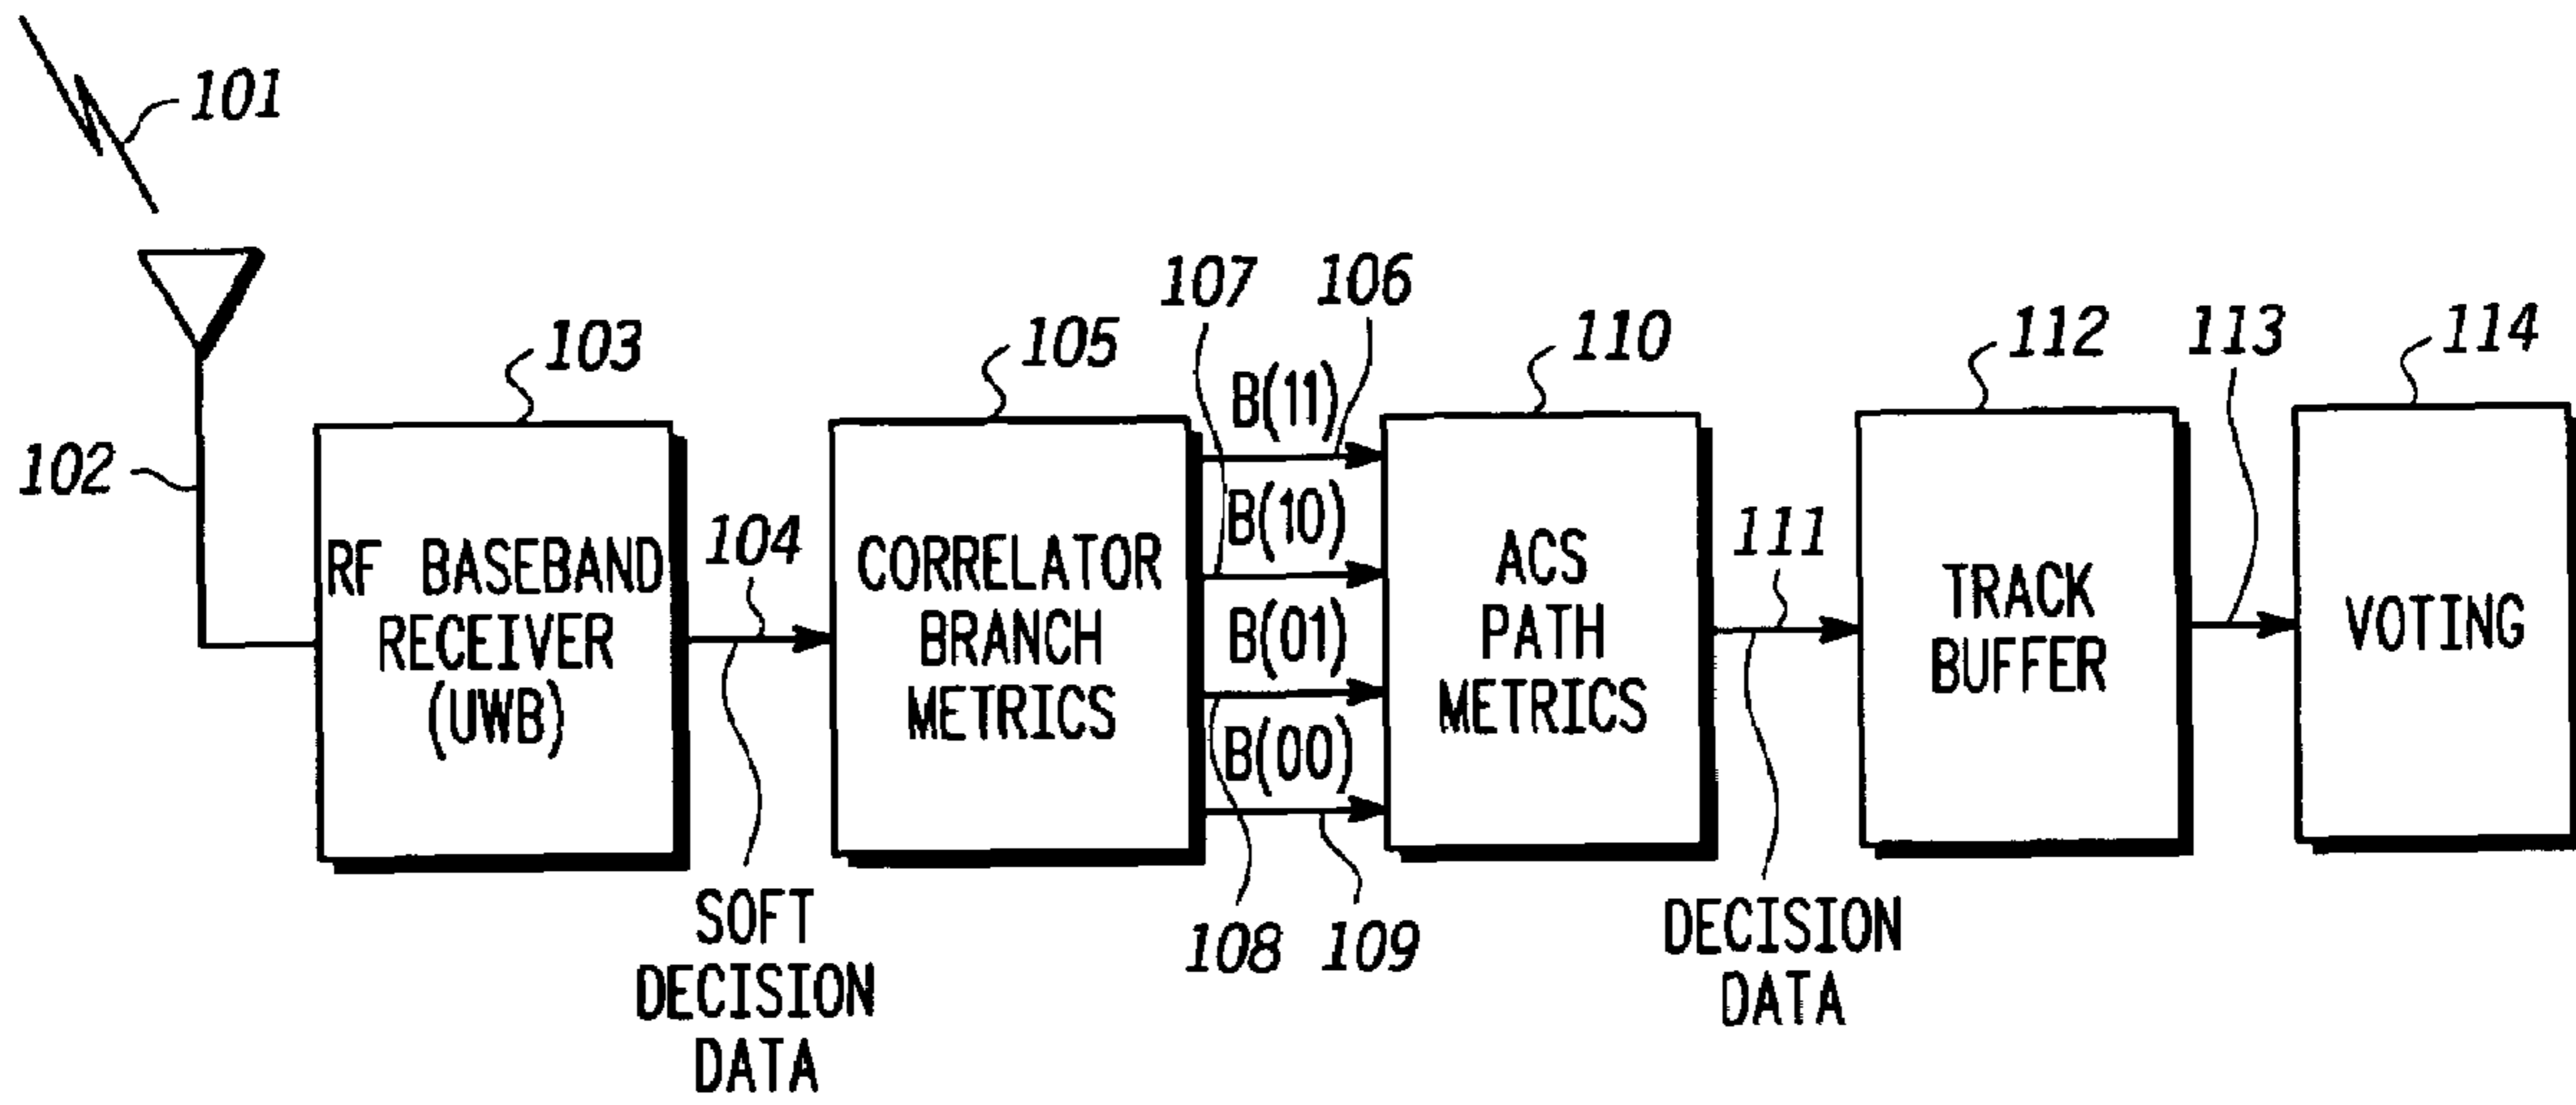 101
102
103
RF BASEBAND
RECEIVER
(UWB)
104
SOFT
DECISION
DATA
105
CORRELATOR
BRANCH
METRICS
107
106
B(11)
B(10)
B(01)
B(00)
108
109
110
ACS
PATH
METRICS
111
DECISION
DATA
112
TRACK
BUFFER
113
114
VOTING